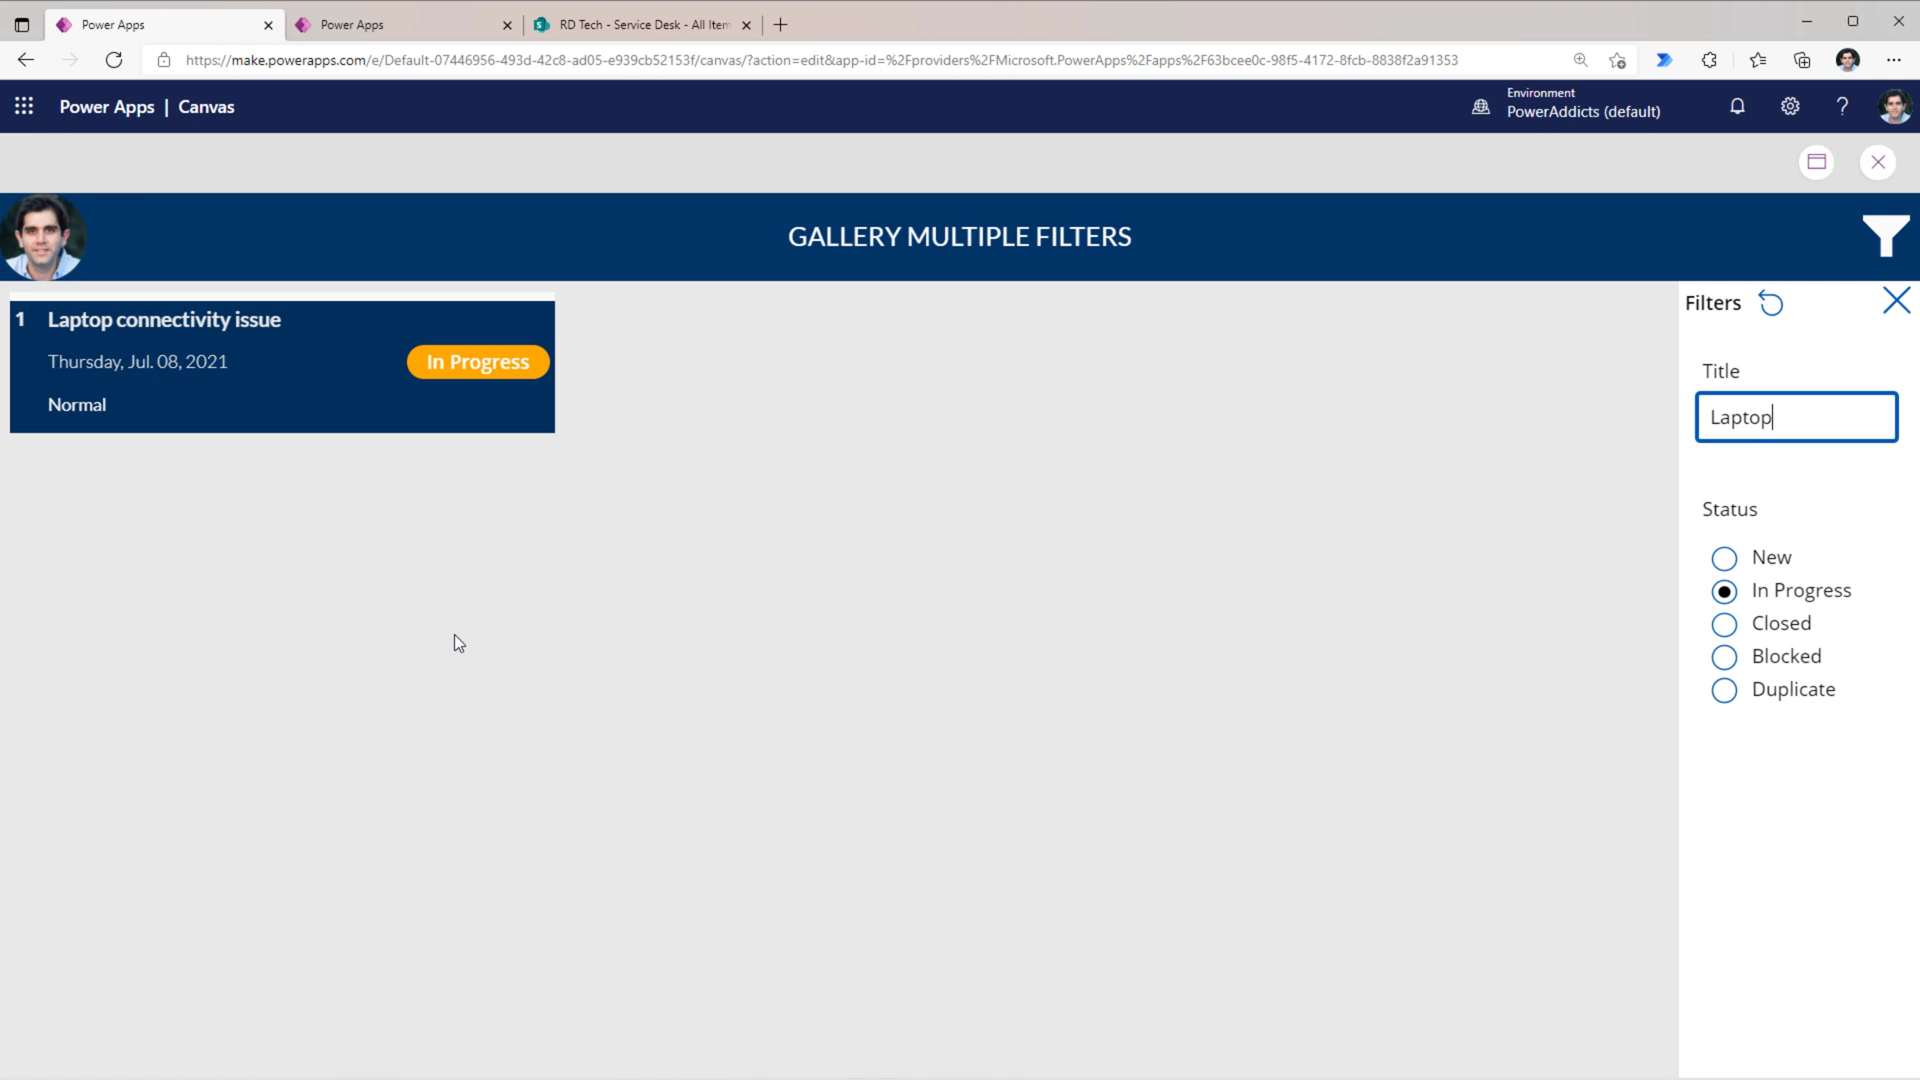 Power Apps
Power Apps
RD Tech - Service Desk - All Item
https://make.powerapps.com/e/Default-07446956-493d-42c8-ad05-e939cb52153f/canvas/?action=edit&app-id=%2Fproviders%2FMicrosoft.PowerApps%2Fapps%2F63bcee0c-98f5-4172-8fcb-8838f2a91353
Power Apps | Canvas
Environment
PowerAddicts (default)
GALLERY MULTIPLE FILTERS
1 Laptop connectivity issue
Thursday, Jul. 08, 2021
In Progress
Normal
Filters
Title
Laptop
Status
New
In Progress
Closed
Blocked
Duplicate